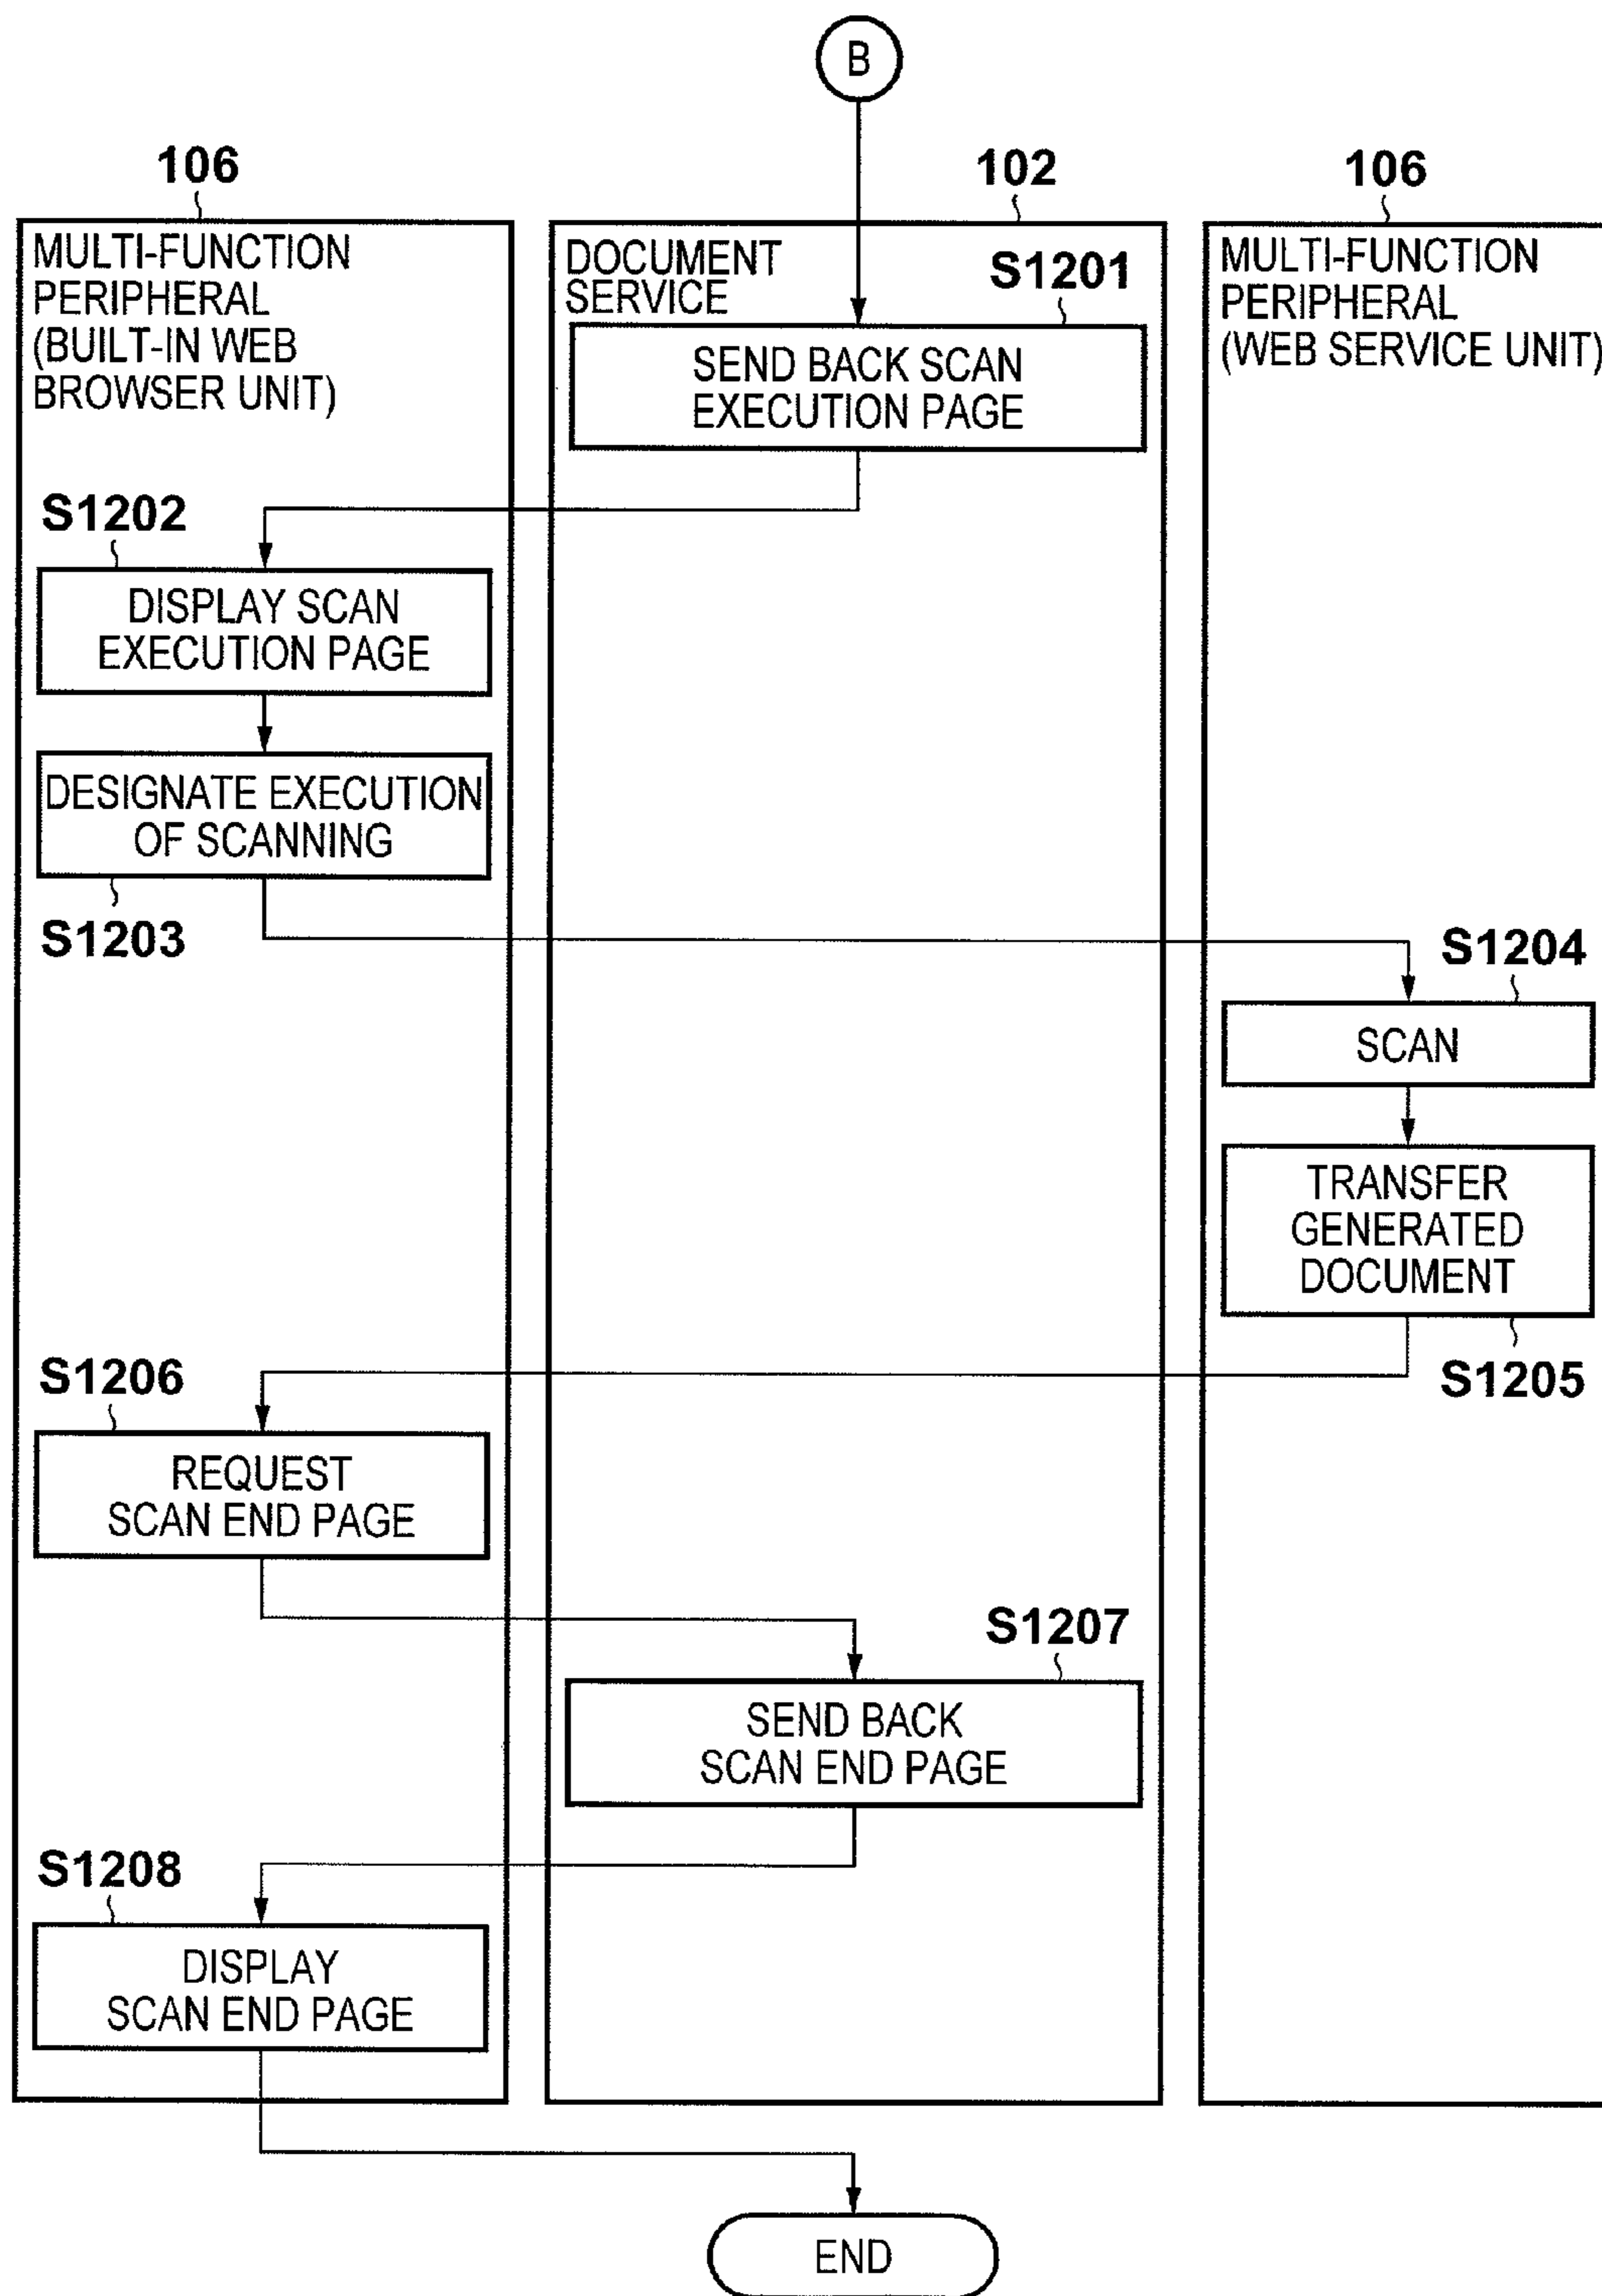 B
106
102
106
MULTI-FUNCTION
PERIPHERAL
(BUILT-IN WEB
BROWSER UNIT)
DOCUMENT
SERVICE
S1201
MULTI-FUNCTION
PERIPHERAL
(WEB SERVICE UNIT)
SEND BACK SCAN
EXECUTION PAGE
S1202
DISPLAY SCAN
EXECUTION PAGE
DESIGNATE EXECUTION
OF SCANNING
S1203
S1204
SCAN
TRANSFER
GENERATED
DOCUMENT
S1205
S1206
REQUEST
SCAN END PAGE
S1207
SEND BACK
SCAN END PAGE
S1208
DISPLAY
SCAN END PAGE
END